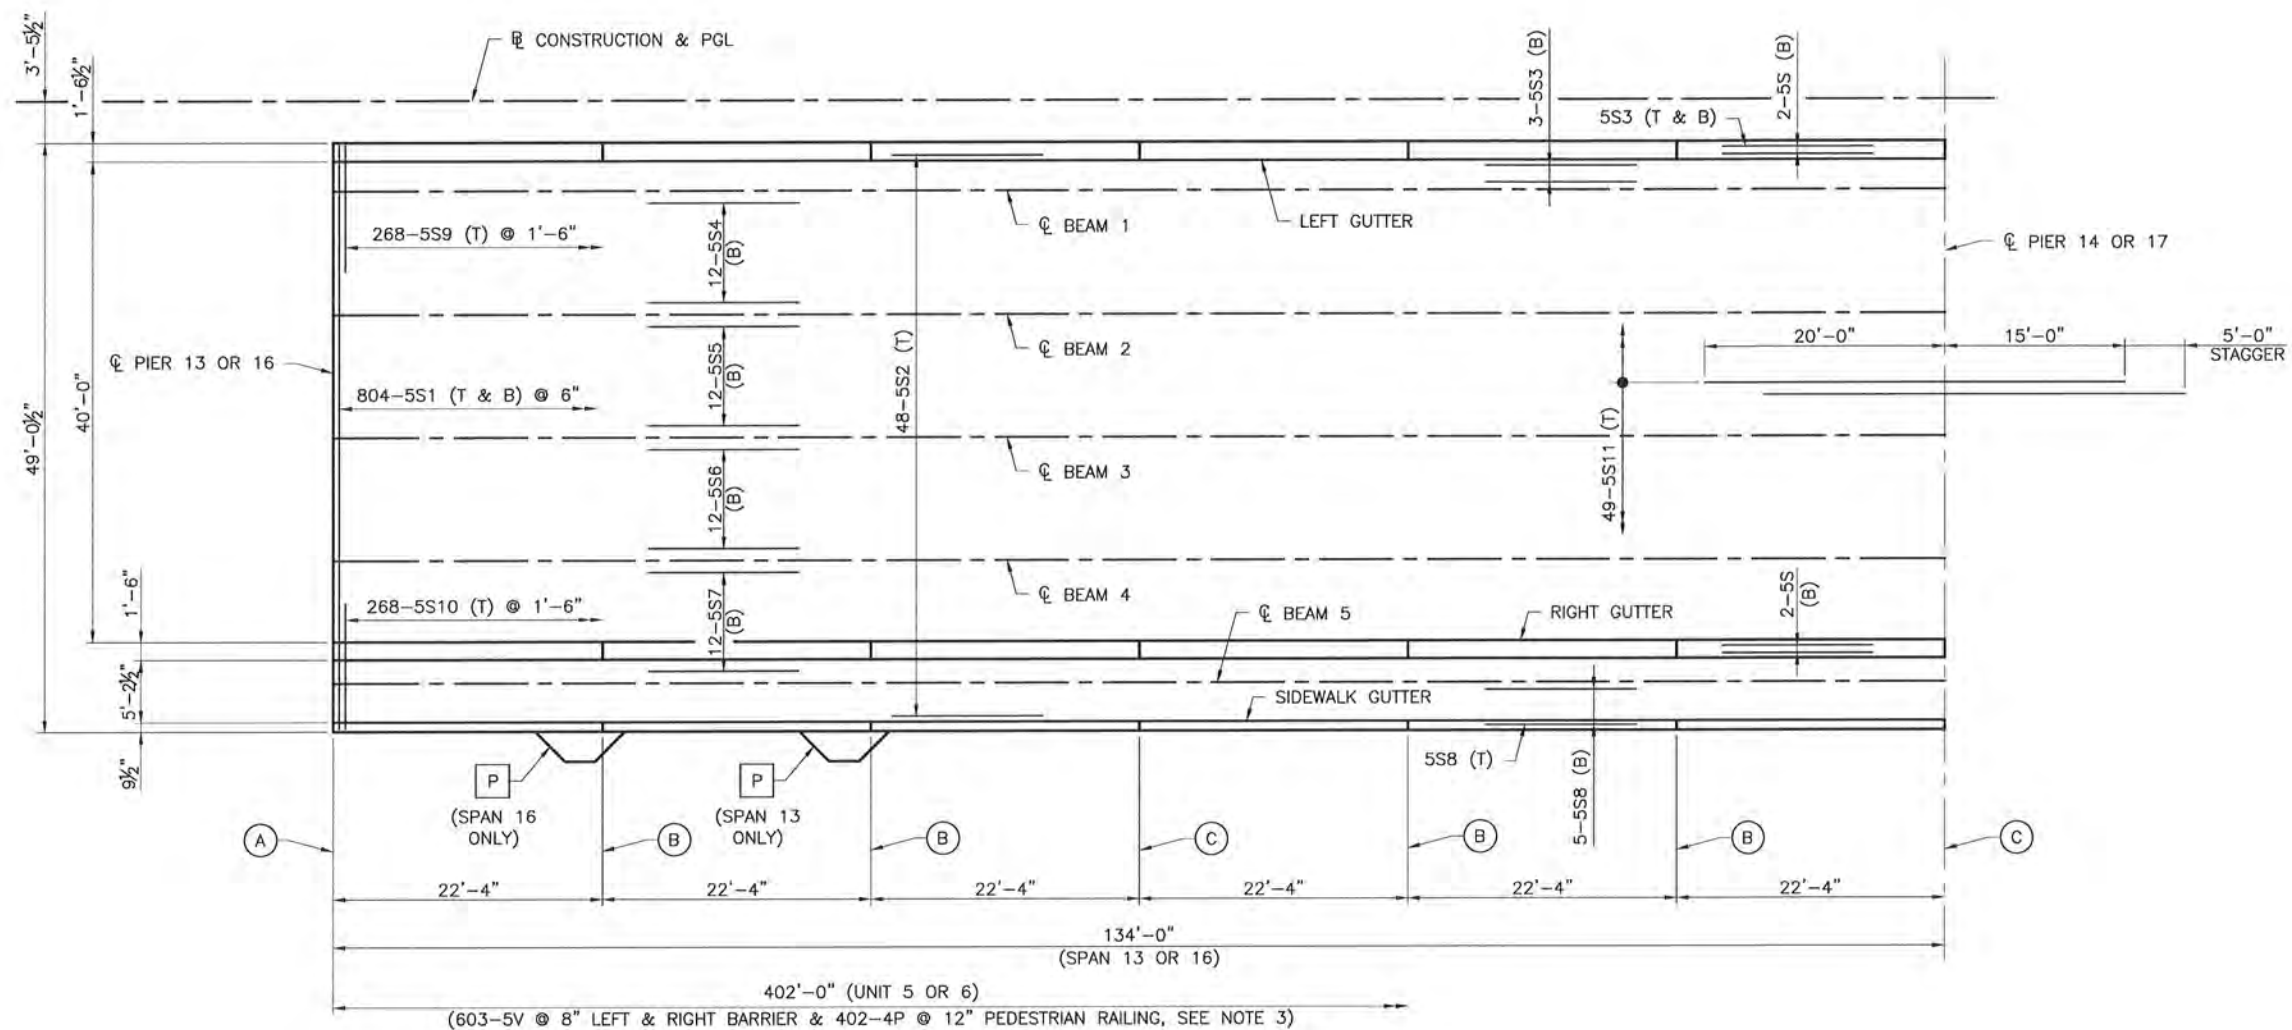 3'-5½"
1'-6½"
℄ CONSTRUCTION & PGL
3-5S3 (B)
2-5S (B)
5S3 (T & B)
LEFT GUTTER
℄ BEAM 1
268-5S9 (T) @ 1'-6"
12-5S4
(B)
℄ PIER 14 OR 17
℄ BEAM 2
20'-0"
15'-0"
5'-0"
STAGGER
℄ PIER 13 OR 16
12-5S5
(B)
48-5S2 (T)
804-5S1 (T & B) @ 6"
40'-0"
49'-0½"
℄ BEAM 3
12-5S6
(B)
49-5S11 (T)
℄ BEAM 4
1'-6"
268-5S10 (T) @ 1'-6"
12-5S7
(B)
℄ BEAM 5
RIGHT GUTTER
2-5S
(B)
5'-2½"
SIDEWALK GUTTER
9½"
5S8 (T)
5-5S8 (B)
P
(SPAN 16
ONLY)
P
(SPAN 13
ONLY)
A
B
B
C
B
B
C
22'-4"
22'-4"
22'-4"
22'-4"
22'-4"
22'-4"
134'-0"
(SPAN 13 OR 16)
402'-0" (UNIT 5 OR 6)
(603-5V @ 8" LEFT & RIGHT BARRIER & 402-4P @ 12" PEDESTRIAN RAILING, SEE NOTE 3)